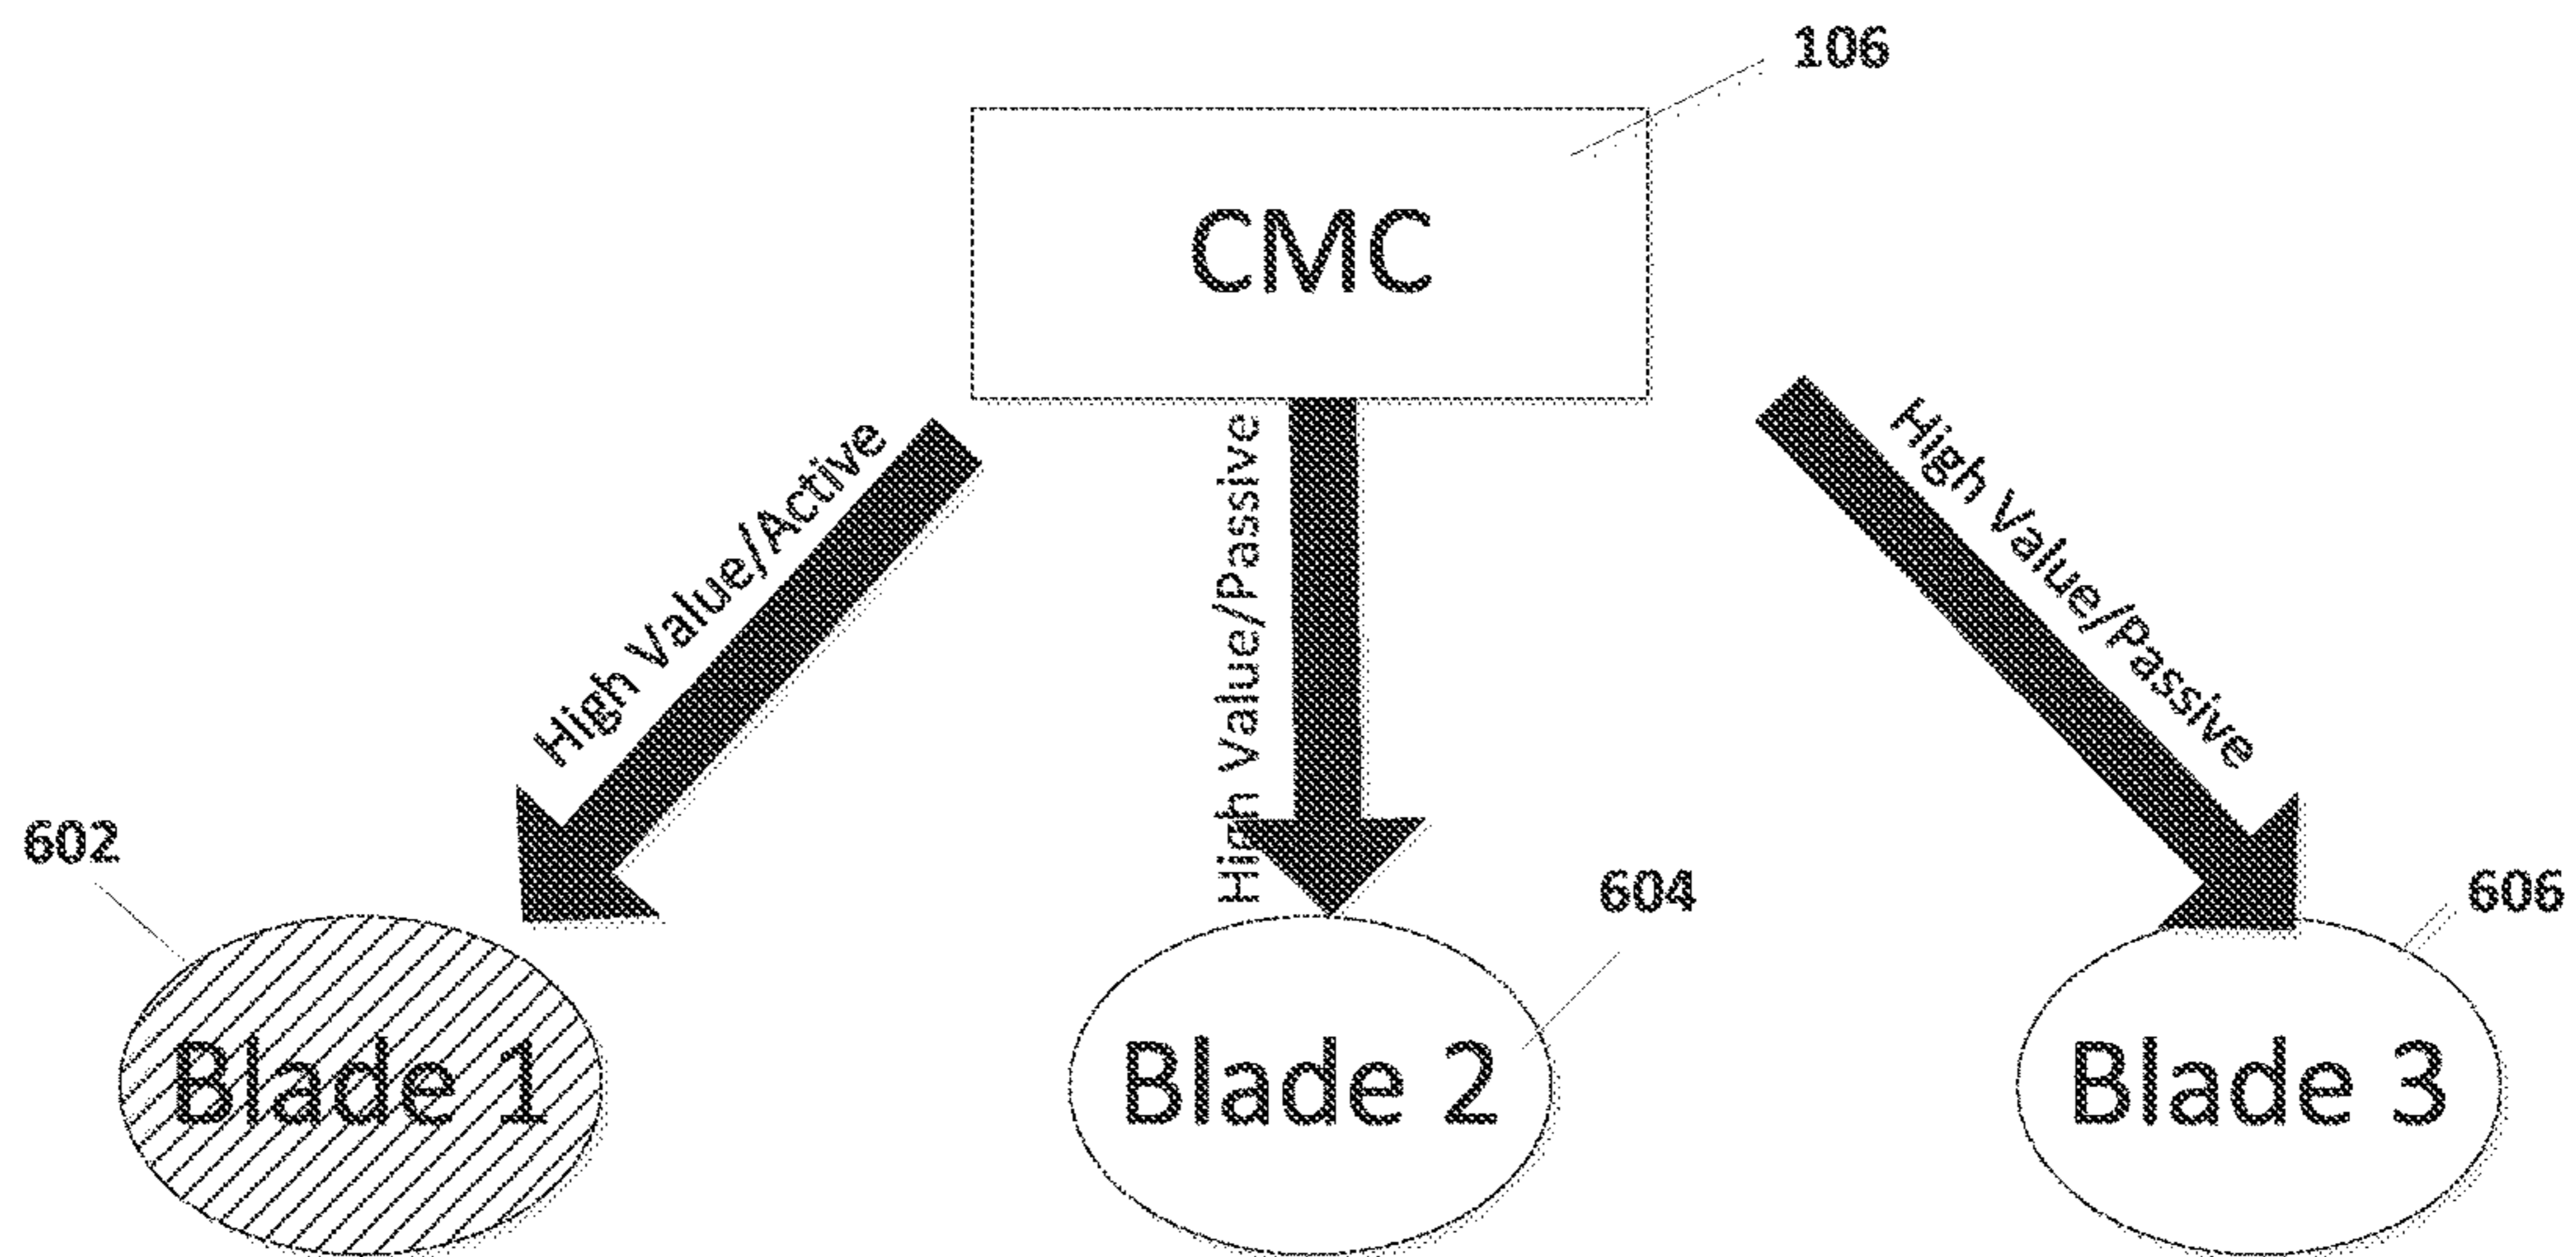 106
CMC
High Value/Active
High Value/Passive
High Value/Passive
602
604
606
Blade 1
Blade 2
Blade 3